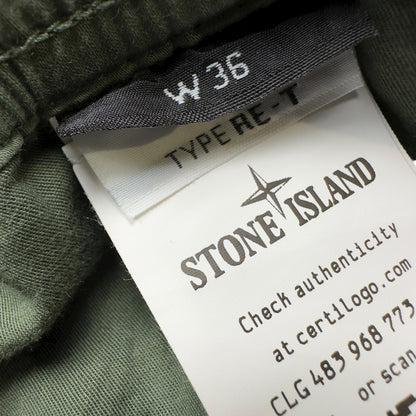 W 36
TYPE RE-T
STONE ISLAND
Check authenticity
at certilogo.com
CLG 483 968 773
or scan